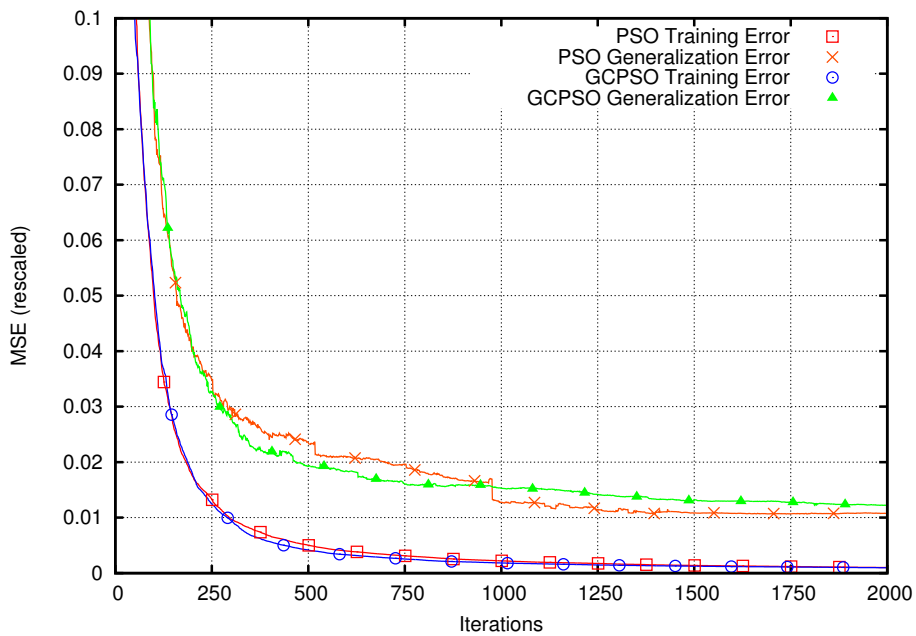 0.1
0.09
0.08
0.07
0.06
0.05
0.04
0.03
0.02
0.01
0
MSE (rescaled)
PSO Training Error
PSO Generalization Error
GCPSO Training Error
GCPSO Generalization Error
0 250 500 750 1000 1250 1500 1750 2000
Iterations